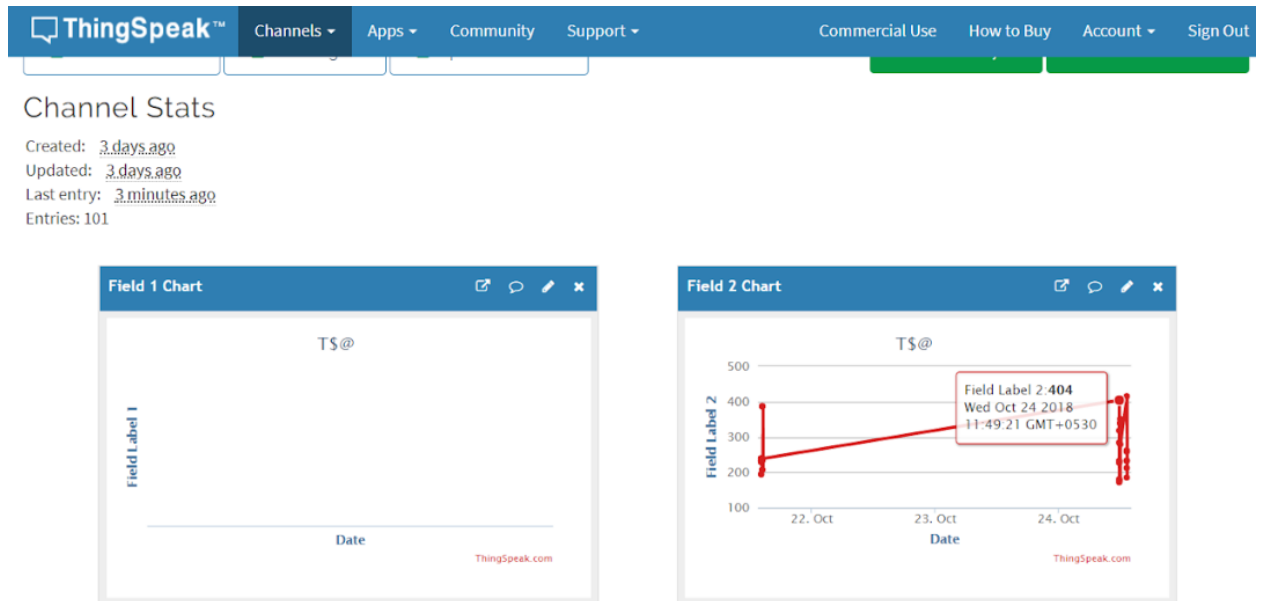 ThingSpeak™ Channels Apps Community Support Commercial Use How to Buy Account Sign Out
Channel Stats
Created: 3 days ago
Updated: 3 days ago
Last entry: 3 minutes ago
Entries: 101
Field 1 Chart
T$@
Field Label 1
Date
ThingSpeak.com
Field 2 Chart
T$@
500
400
300
200
100
Field Label 2
Field Label 2:404
Wed Oct 24 2018
11:49:21 GMT+0530
22. Oct 23. Oct 24. Oct
Date
ThingSpeak.com